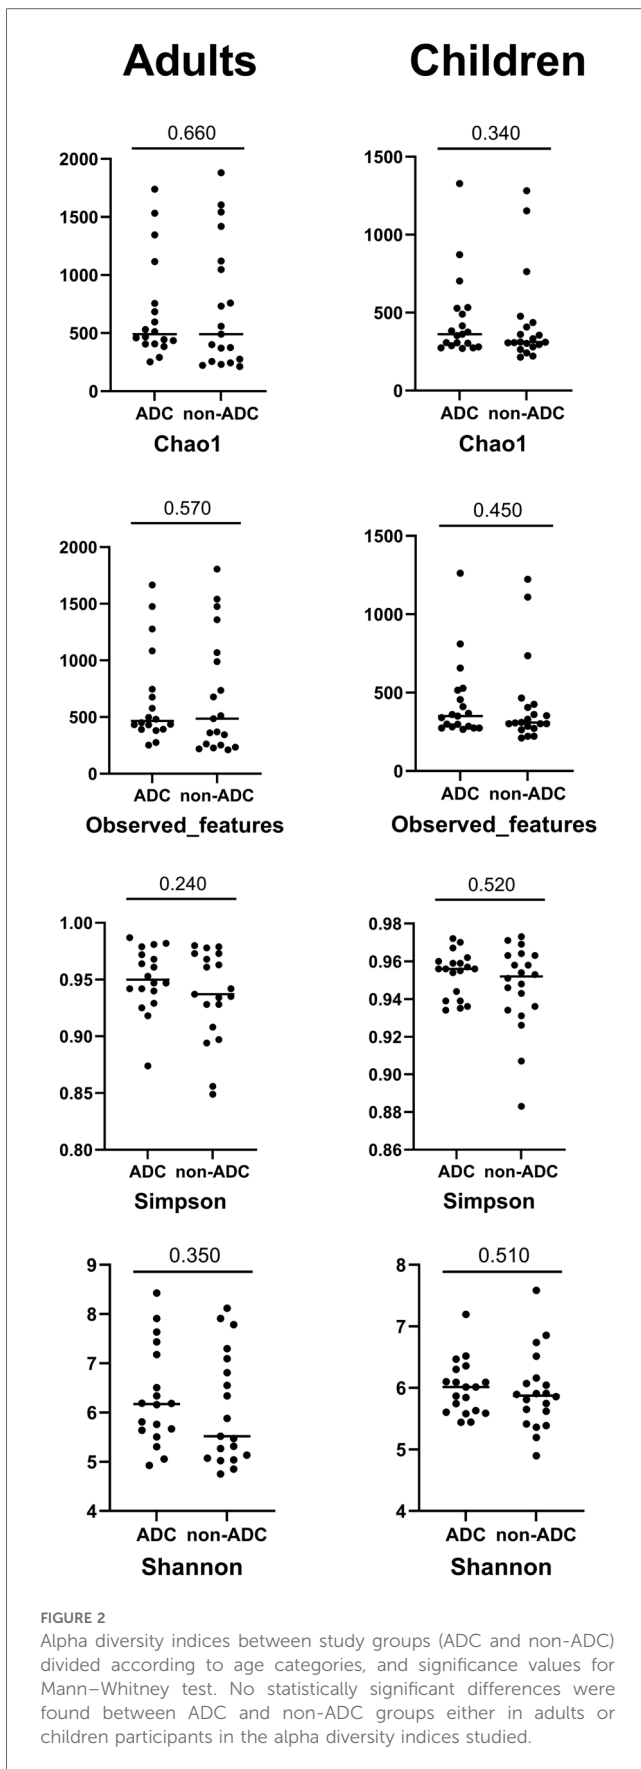 Adults Children
0.660 0.340
2000
1500
1000
500
0
ADC non-ADC
Chao1
1500
1000
500
0
ADC non-ADC
Chao1
0.570 0.450
2000
1500
1000
500
0
ADC non-ADC
Observed_features
1500
1000
500
0
ADC non-ADC
Observed_features
0.240 0.520
1.00
0.95
0.90
0.85
0.80
ADC non-ADC
Simpson
0.98
0.96
0.94
0.92
0.90
0.88
0.86
ADC non-ADC
Simpson
0.350 0.510
9
8
7
6
5
4
ADC non-ADC
Shannon
8
7
6
5
4
ADC non-ADC
Shannon
FIGURE 2
Alpha diversity indices between study groups (ADC and non-ADC)
divided according to age categories, and significance values for
Mann–Whitney test. No statistically significant differences were
found between ADC and non-ADC groups either in adults or
children participants in the alpha diversity indices studied.